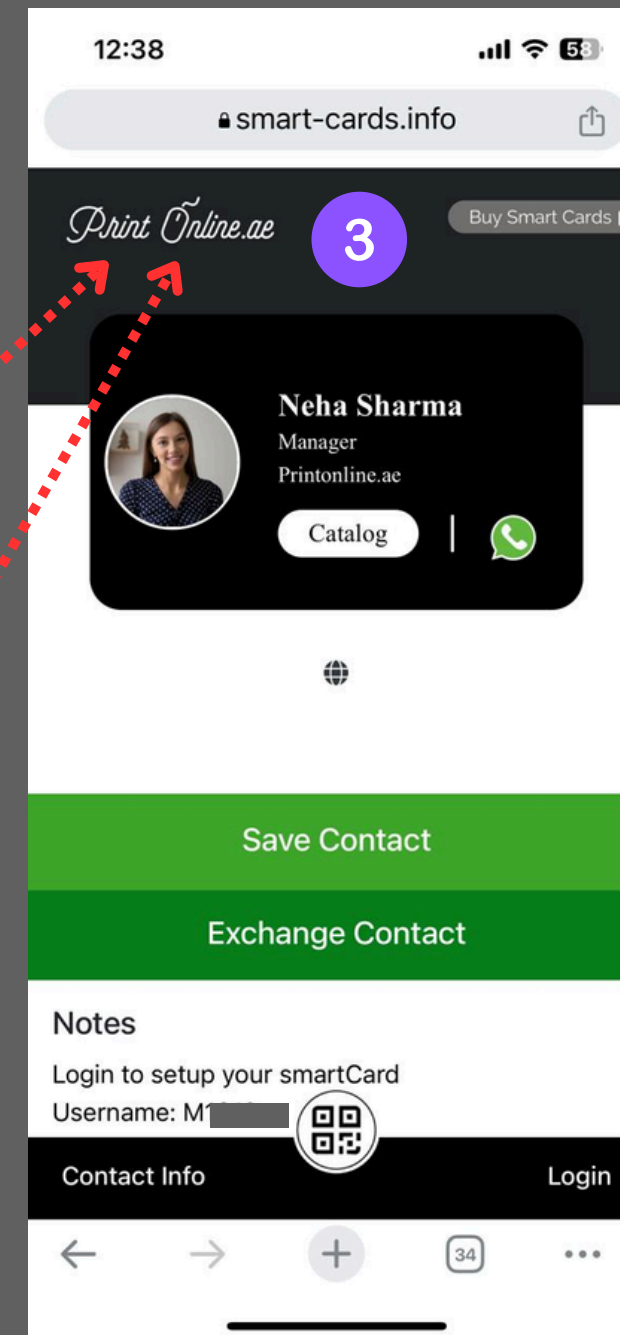 12:38 58
smart-cards.info
Print Online.ae 3 Buy Smart Cards
Neha Sharma
Manager
Printonline.ae
Catalog
Save Contact
Exchange Contact
Notes
Login to setup your smartCard
Username:
Contact Info Login
34